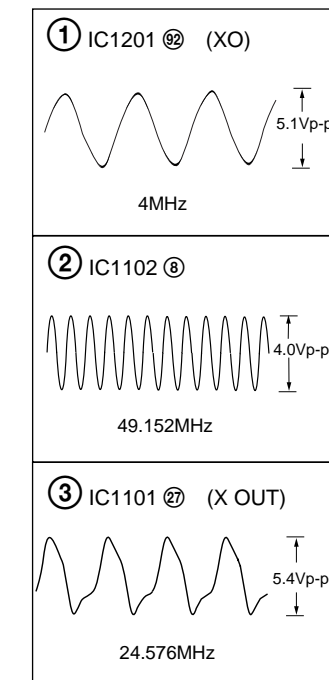 ① IC1201 ㉜ (XO)
5.1Vp-p
4MHz
② IC1102 ⑧
4.0Vp-p
49.152MHz
③ IC1101 ㉗ (X OUT)
5.4Vp-p
24.576MHz